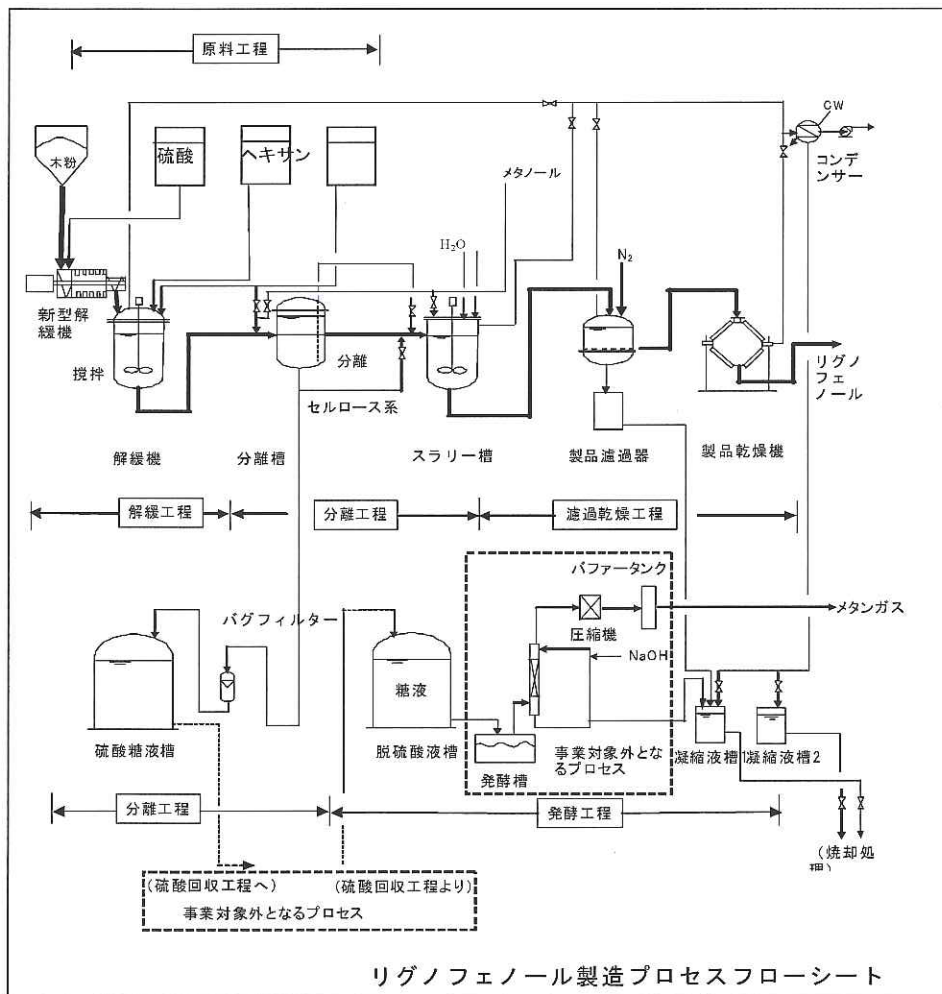 原料工程
CW
木粉
硫酸
ヘキサン
コンデ
ンサー
メタノール
H₂O
N₂
新型解
緩機
撹拌
分離
セルロース系
リグノ
フェ
ノール
解緩機
分離槽
スラリー槽
製品濾過器
製品乾燥機
解緩工程
分離工程
濾過乾燥工程
バファータンク
バグフィルター
圧縮機
メタンガス
NaOH
糖液
硫酸糖液槽
脱硫酸液槽
発酵槽
事業対象外とな
るプロセス
凝縮液槽1
凝縮液槽2
分離工程
発酵工程
(焼却処
理)
(硫酸回収工程へ)
(硫酸回収工程より)
事業対象外となるプロセス
リグノフェノール製造プロセスフローシート